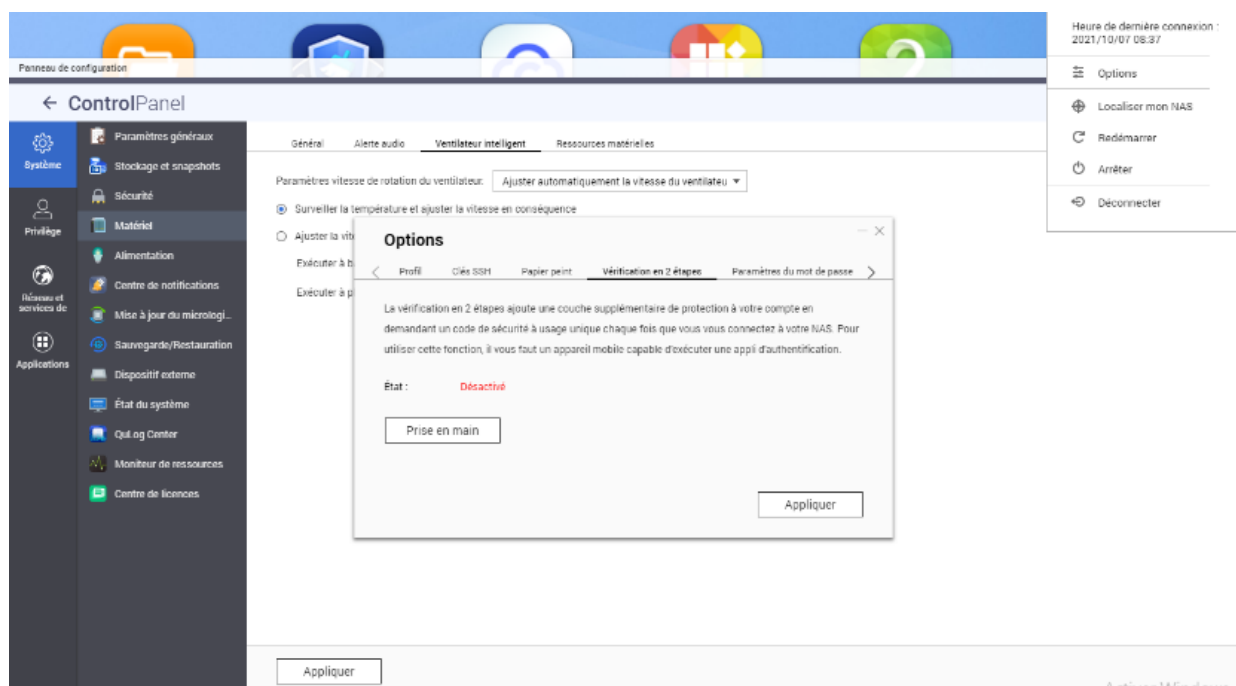 Heure de dernière connexion :
2021/10/07 08:37
Options
Localiser mon NAS
Redémarrer
Arrêter
Déconnecter
Panneau de configuration
ControlPanel
Système
Privilège
Réseau et
services de
Applications
Paramètres généraux
Stockage et snapshots
Sécurité
Matériel
Alimentation
Centre de notifications
Mise à jour du micrologi...
Sauvegarde/Restauration
Dispositif externe
État du système
QuLog Center
Moniteur de ressources
Centre de licences
Général Alerte audio Ventilateur intelligent Ressources matérielles
Paramètres vitesse de rotation du ventilateur. Ajuster automatiquement la vitesse du ventilateu
Surveiller la température et ajuster la vitesse en conséquence
Ajuster la vite
Exécuter à b
Exécuter à p
Options
Profil Clés SSH Papier peint Vérification en 2 étapes Paramètres du mot de passe
La vérification en 2 étapes ajoute une couche supplémentaire de protection à votre compte en
demandant un code de sécurité à usage unique chaque fois que vous vous connectez à votre NAS. Pour
utiliser cette fonction, il vous faut un appareil mobile capable d'exécuter une appli d'authentification.
État : Désactivé
Prise en main
Appliquer
Appliquer